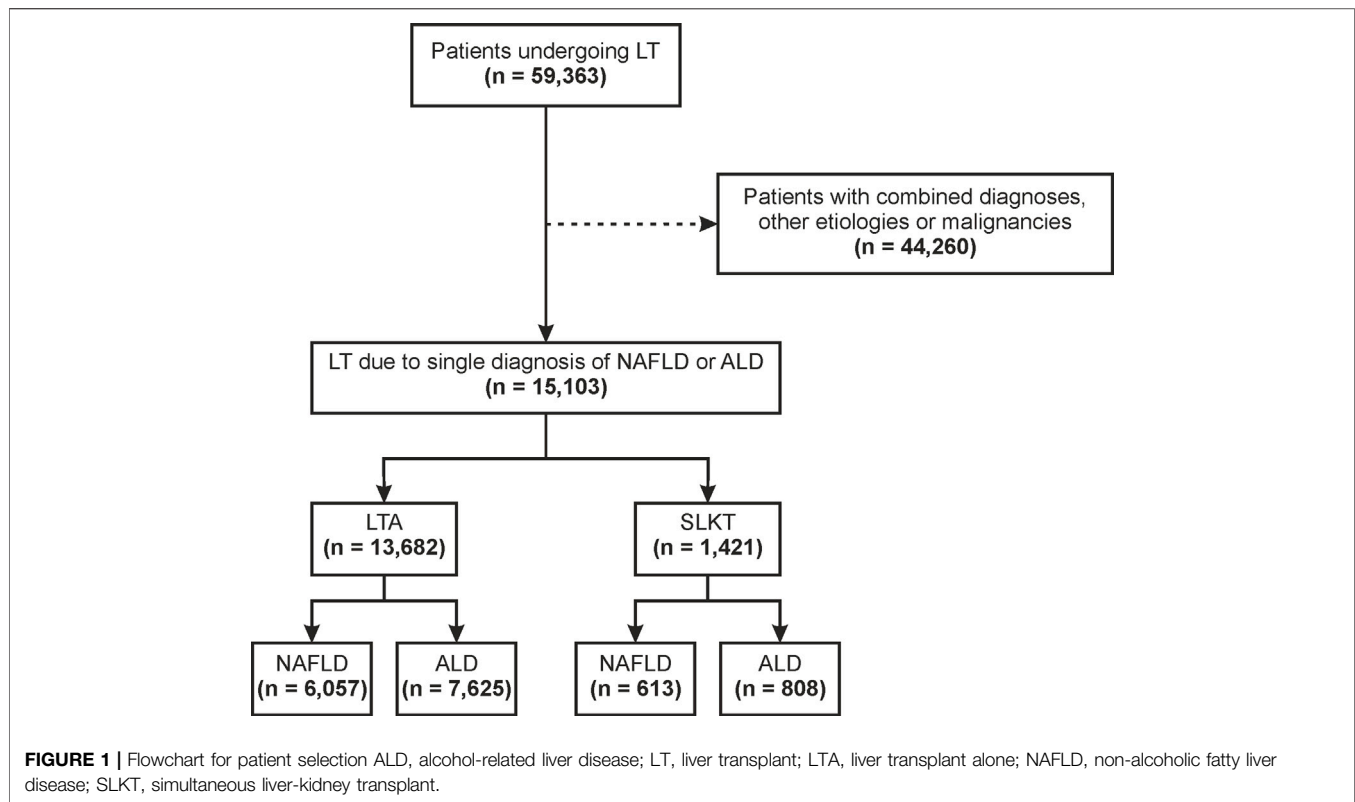 Patients undergoing LT
(n = 59,363)
Patients with combined diagnoses,
other etiologies or malignancies
(n = 44,260)
LT due to single diagnosis of NAFLD or ALD
(n = 15,103)
LTA
(n = 13,682)
SLKT
(n = 1,421)
NAFLD
(n = 6,057)
ALD
(n = 7,625)
NAFLD
(n = 613)
ALD
(n = 808)
FIGURE 1 | Flowchart for patient selection ALD, alcohol-related liver disease; LT, liver transplant; LTA, liver transplant alone; NAFLD, non-alcoholic fatty liver
disease; SLKT, simultaneous liver-kidney transplant.